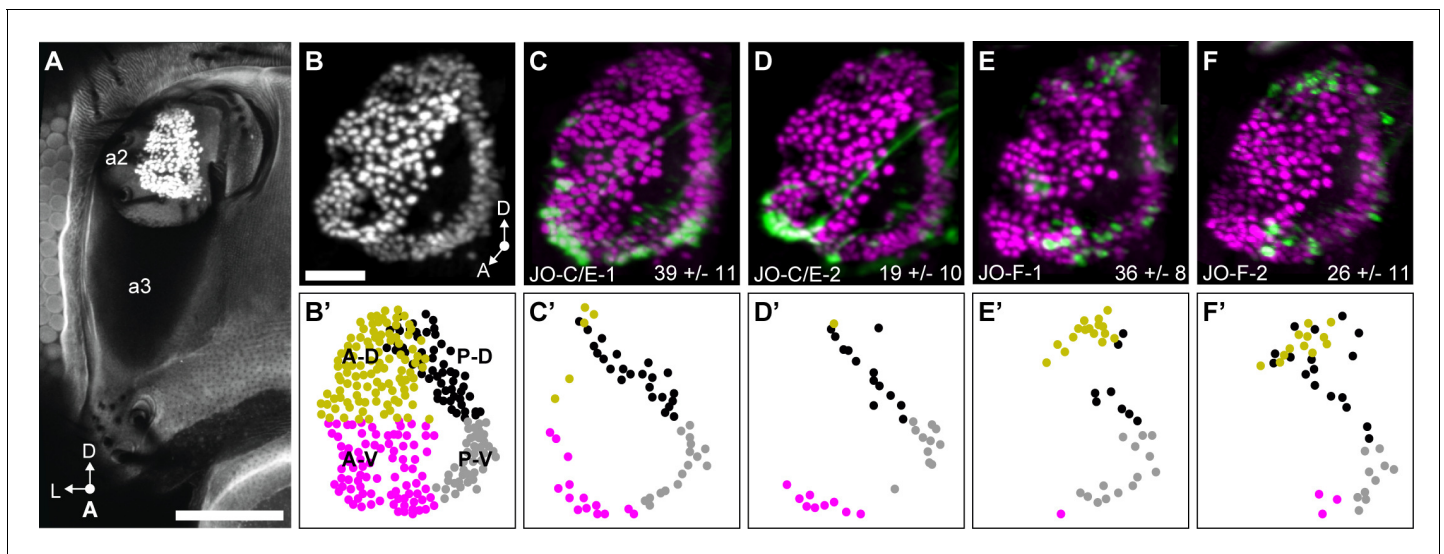 A
a2
a3
D
L
A
B
D
A
C
JO-C/E-1 39 +/- 11
D
JO-C/E-2 19 +/- 10
E
JO-F-1 36 +/- 8
F
JO-F-2 26 +/- 11
B'
A-D P-D
A-V P-V
C'
D'
E'
F'